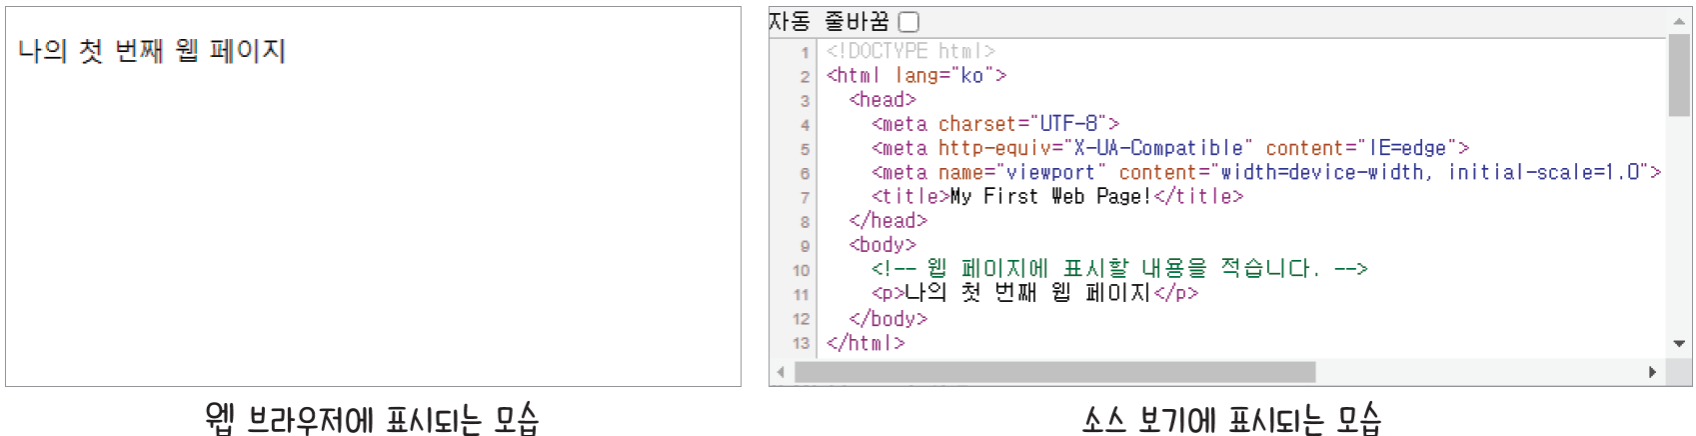 나의 첫 번째 웹 페이지
웹 브라우저에 표시되는 모습
자동 줄바꿈
1 <!DOCTYPE html>
2 <html lang="ko">
3 <head>
4 <meta charset="UTF-8">
5 <meta http-equiv="X-UA-Compatible" content="IE=edge">
6 <meta name="viewport" content="width=device-width, initial-scale=1.0">
7 <title>My First Web Page!</title>
8 </head>
9 <body>
10 <!-- 웹 페이지에 표시할 내용을 적습니다. -->
11 <p>나의 첫 번째 웹 페이지</p>
12 </body>
13 </html>
소스 보기에 표시되는 모습